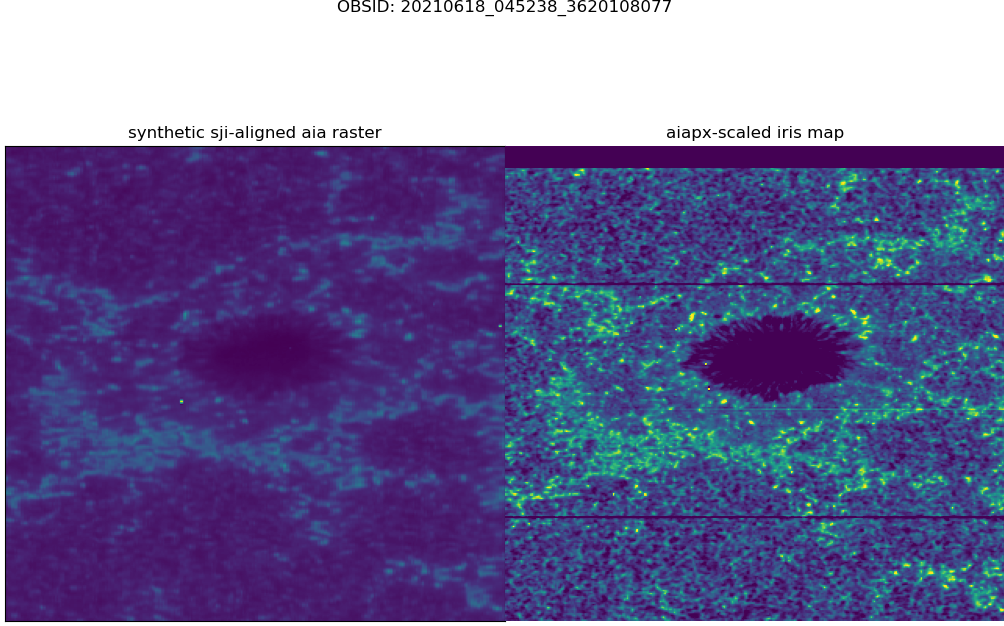 OBSID: 20210618_045238_3620108077
synthetic sji-aligned aia raster
aiapx-scaled iris map